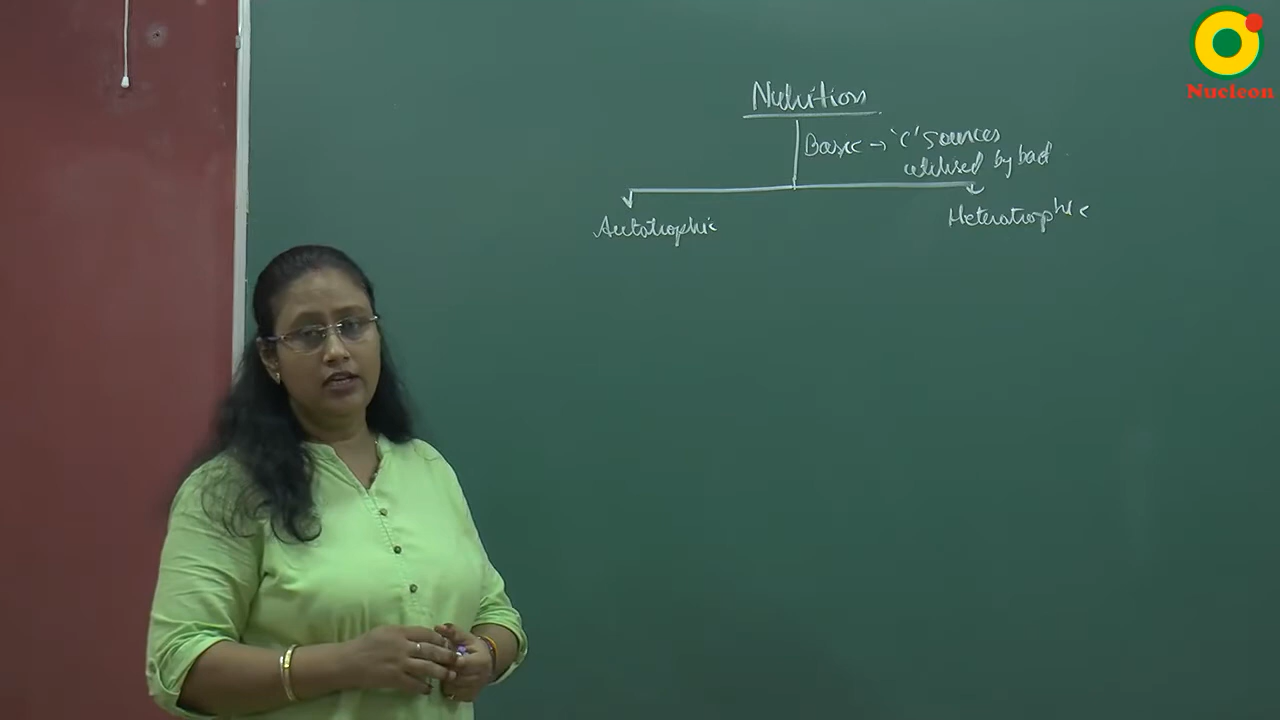 Nucleon
Nutrition
Basic → 'C' sources
utilised by bact
Autotrophic
Heterotrophic